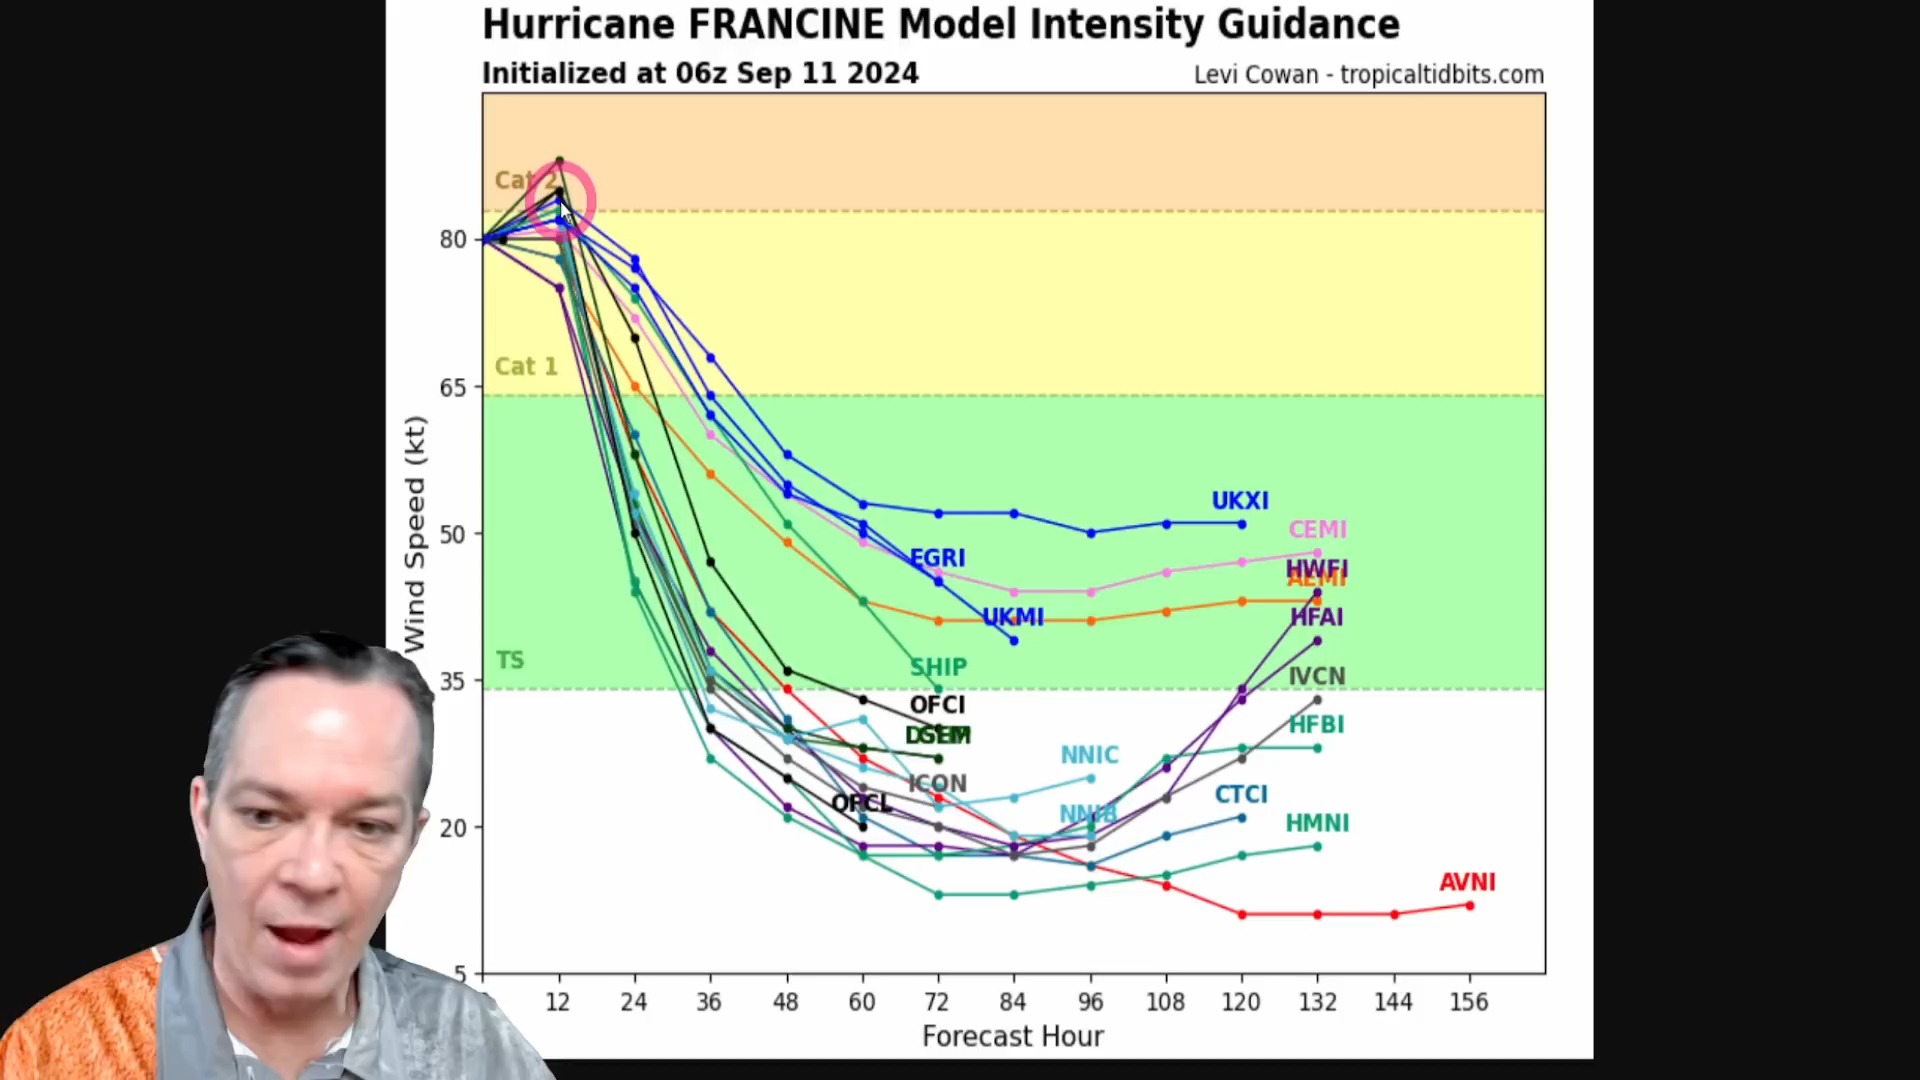 Hurricane FRANCINE Model Intensity Guidance
Initialized at 06z Sep 11 2024
Levi Cowan - tropicaltidbits.com
Cat 2
80
Cat 1
65
Wind Speed (kt)
50
UKXI
CEMI
EGRI
HWFI
AEMI
UKMI
HFAI
TS
35
SHIP
IVCN
OFCI
HFBI
NNIC
ICON
CTCI
OFCL
NNIB
HMNI
20
AVNI
5
12 24 36 48 60 72 84 96 108 120 132 144 156
Forecast Hour